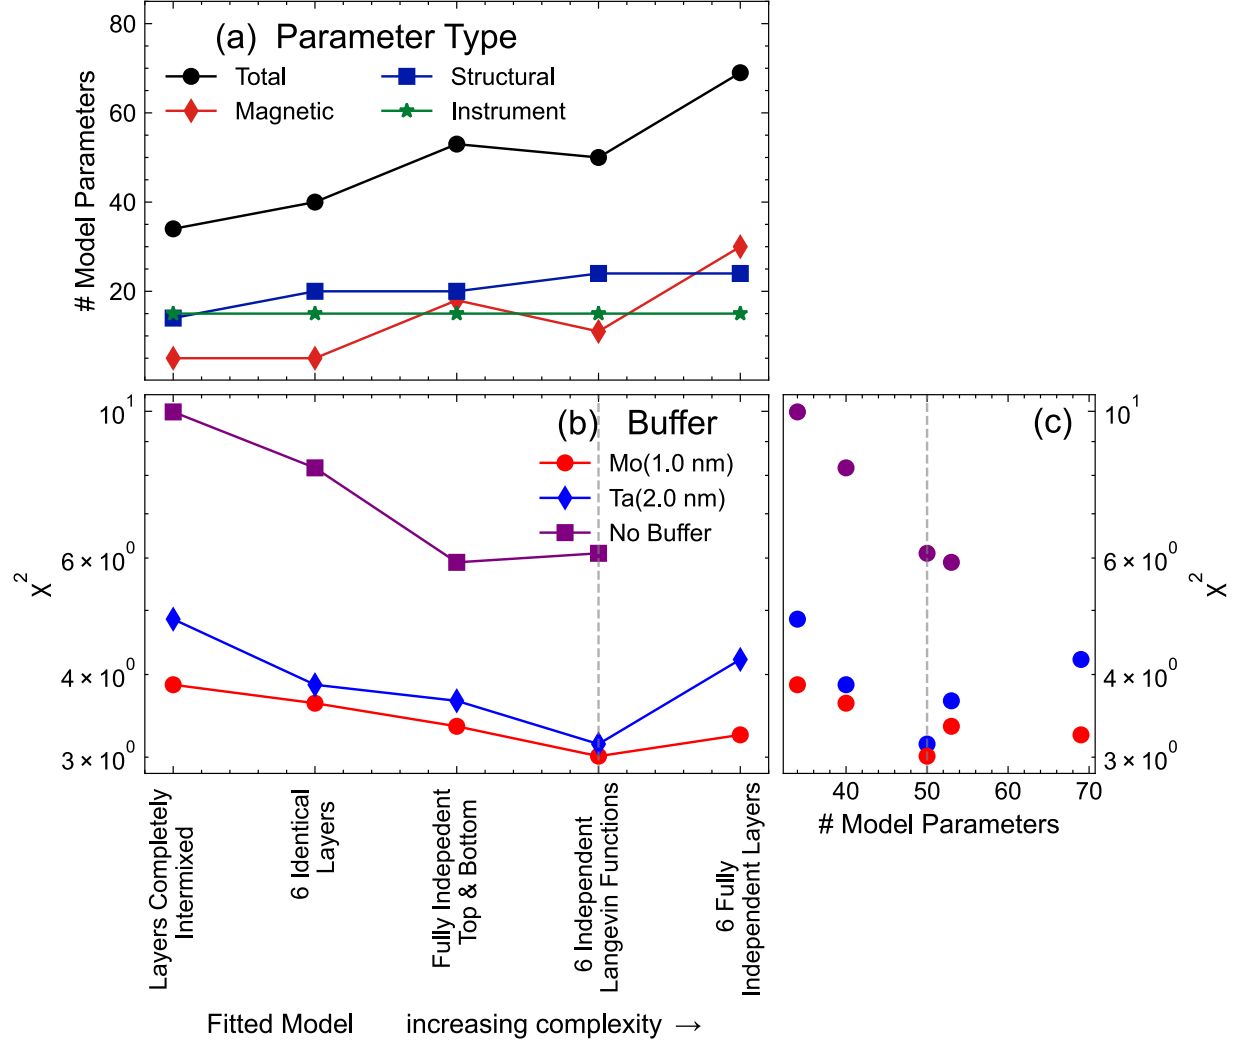 (a) Parameter Type
Total
Structural
Magnetic
Instrument
# Model Parameters
80
60
40
20
(b) Buffer
Mo(1.0 nm)
Ta(2.0 nm)
No Buffer
χ²
10¹
6 × 10⁰
4 × 10⁰
3 × 10⁰
(c)
10¹
6 × 10⁰
4 × 10⁰
3 × 10⁰
χ²
40
50
60
70
# Model Parameters
Layers Completely
Intermixed
6 Identical
Layers
Fully Indepedent
Top & Bottom
6 Independent
Langevin Functions
6 Fully
Independent Layers
Fitted Model increasing complexity →